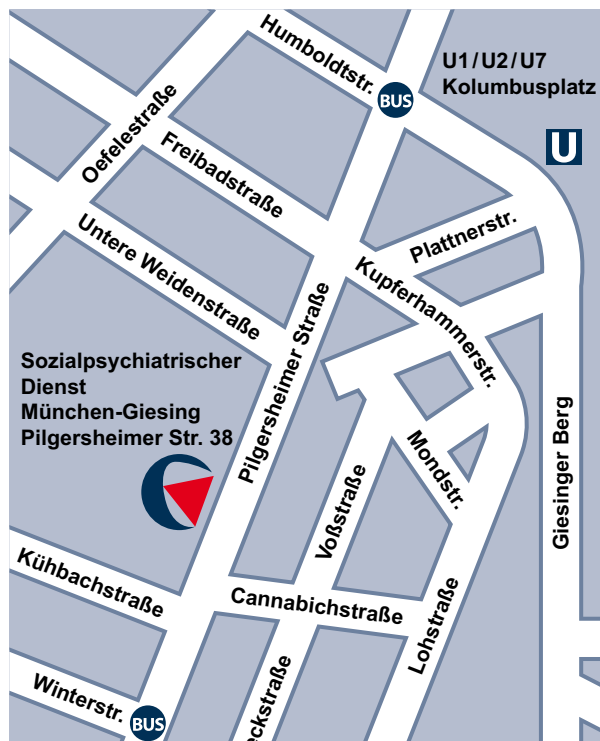 Humboldtstr.
U1/U2/U7
Kolumbusplatz
BUS
U
Oefelestraße
Freibadstraße
Plattnerstr.
Untere Weidenstraße
Kupferhammerstr.
Pilgersheimer Straße
Sozialpsychiatrischer
Dienst
München-Giesing
Pilgersheimer Str. 38
Mondstr.
Giesinger Berg
Voßstraße
Kühbachstraße
Cannabichstraße
Lohstraße
Winterstr.
BUS
eckstraße